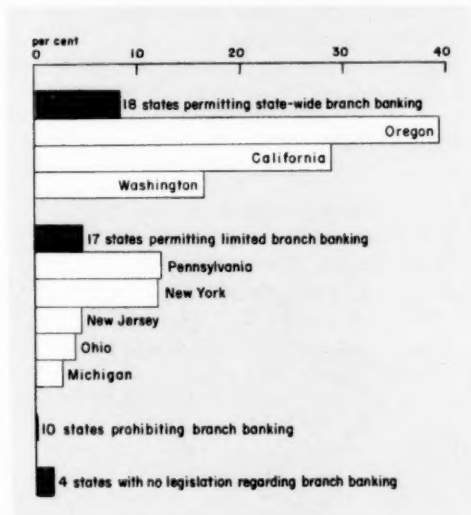 per cent
0 10 20 30 40
18 states permitting state-wide branch banking
Oregon
California
Washington
17 states permitting limited branch banking
Pennsylvania
New York
New Jersey
Ohio
Michigan
10 states prohibiting branch banking
4 states with no legislation regarding branch banking